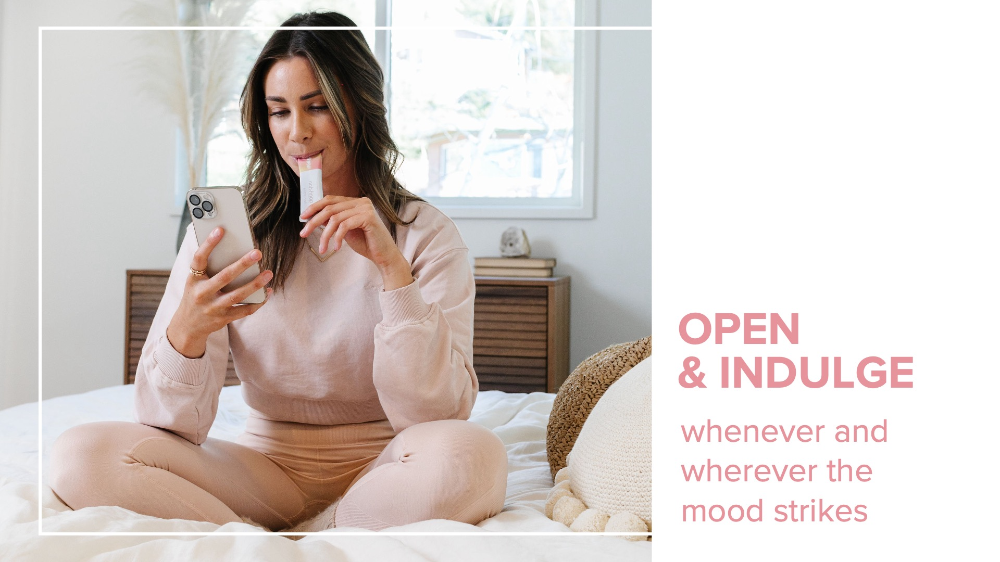 OPEN
& INDULGE
whenever and
wherever the
mood strikes